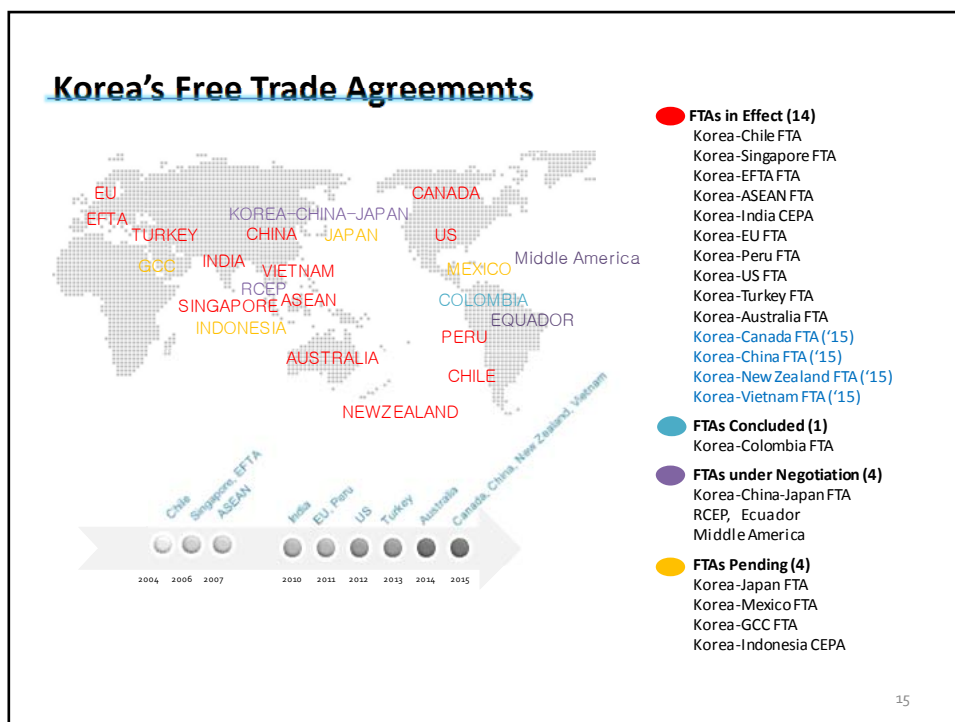 Korea's Free Trade Agreements
EU
CANADA
EFTA
KOREA-CHINA-JAPAN
TURKEY
CHINA
JAPAN
US
GCC
INDIA
VIETNAM
MEXICO
Middle America
RCEP
SINGAPORE
ASEAN
COLOMBIA
INDONESIA
EQUADOR
PERU
AUSTRALIA
CHILE
NEWZEALAND
Chile
Singapore, EFTA
ASEAN
India
EU, Peru
US
Turkey
Australia
Canada, China, New Zealand, Vietnam
2004 2006 2007 2010 2011 2012 2013 2014 2015
FTAs in Effect (14)
Korea-Chile FTA
Korea-Singapore FTA
Korea-EFTA FTA
Korea-ASEAN FTA
Korea-India CEPA
Korea-EU FTA
Korea-Peru FTA
Korea-US FTA
Korea-Turkey FTA
Korea-Australia FTA
Korea-Canada FTA ('15)
Korea-China FTA ('15)
Korea-New Zealand FTA ('15)
Korea-Vietnam FTA ('15)
FTAs Concluded (1)
Korea-Colombia FTA
FTAs under Negotiation (4)
Korea-China-Japan FTA
RCEP, Ecuador
Middle America
FTAs Pending (4)
Korea-Japan FTA
Korea-Mexico FTA
Korea-GCC FTA
Korea-Indonesia CEPA
15